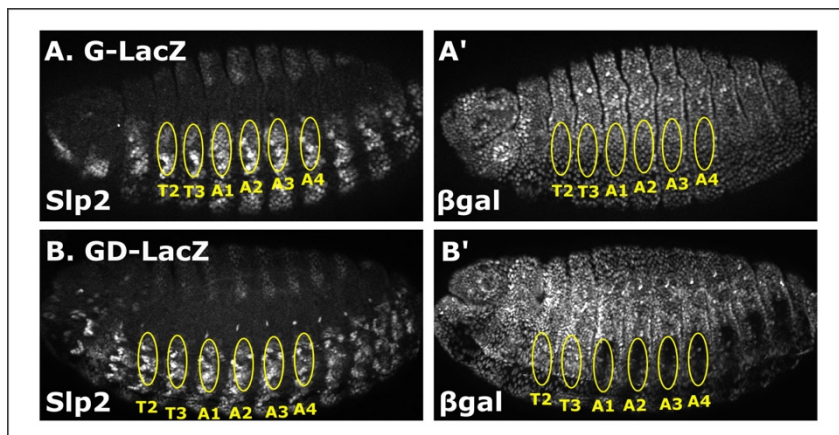 A. G-LacZ
T2 T3 A1 A2 A3 A4
Slp2
A'
T2 T3 A1 A2 A3 A4
βgal
B. GD-LacZ
T2 T3 A1 A2 A3 A4
Slp2
B'
T2 T3 A1 A2 A3 A4
βgal